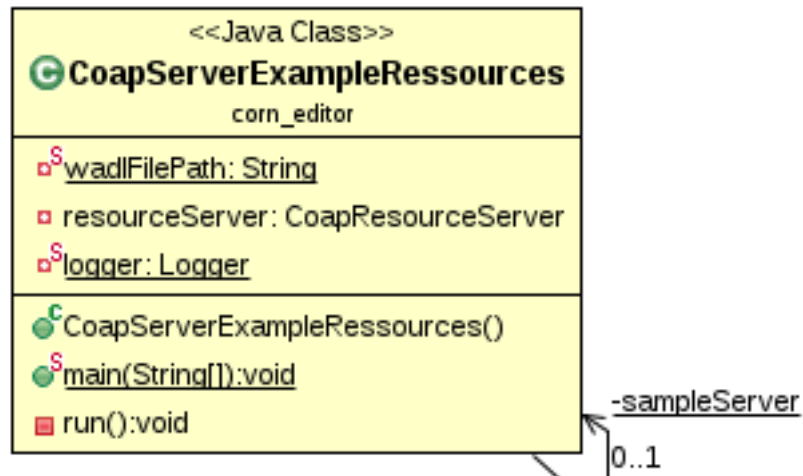 <<Java Class>>
CoapServerExampleRessources
corn_editor
wadlFilePath: String
resourceServer: CoapResourceServer
logger: Logger
CoapServerExampleRessources()
main(String[]):void
run():void
-sampleServer
0..1